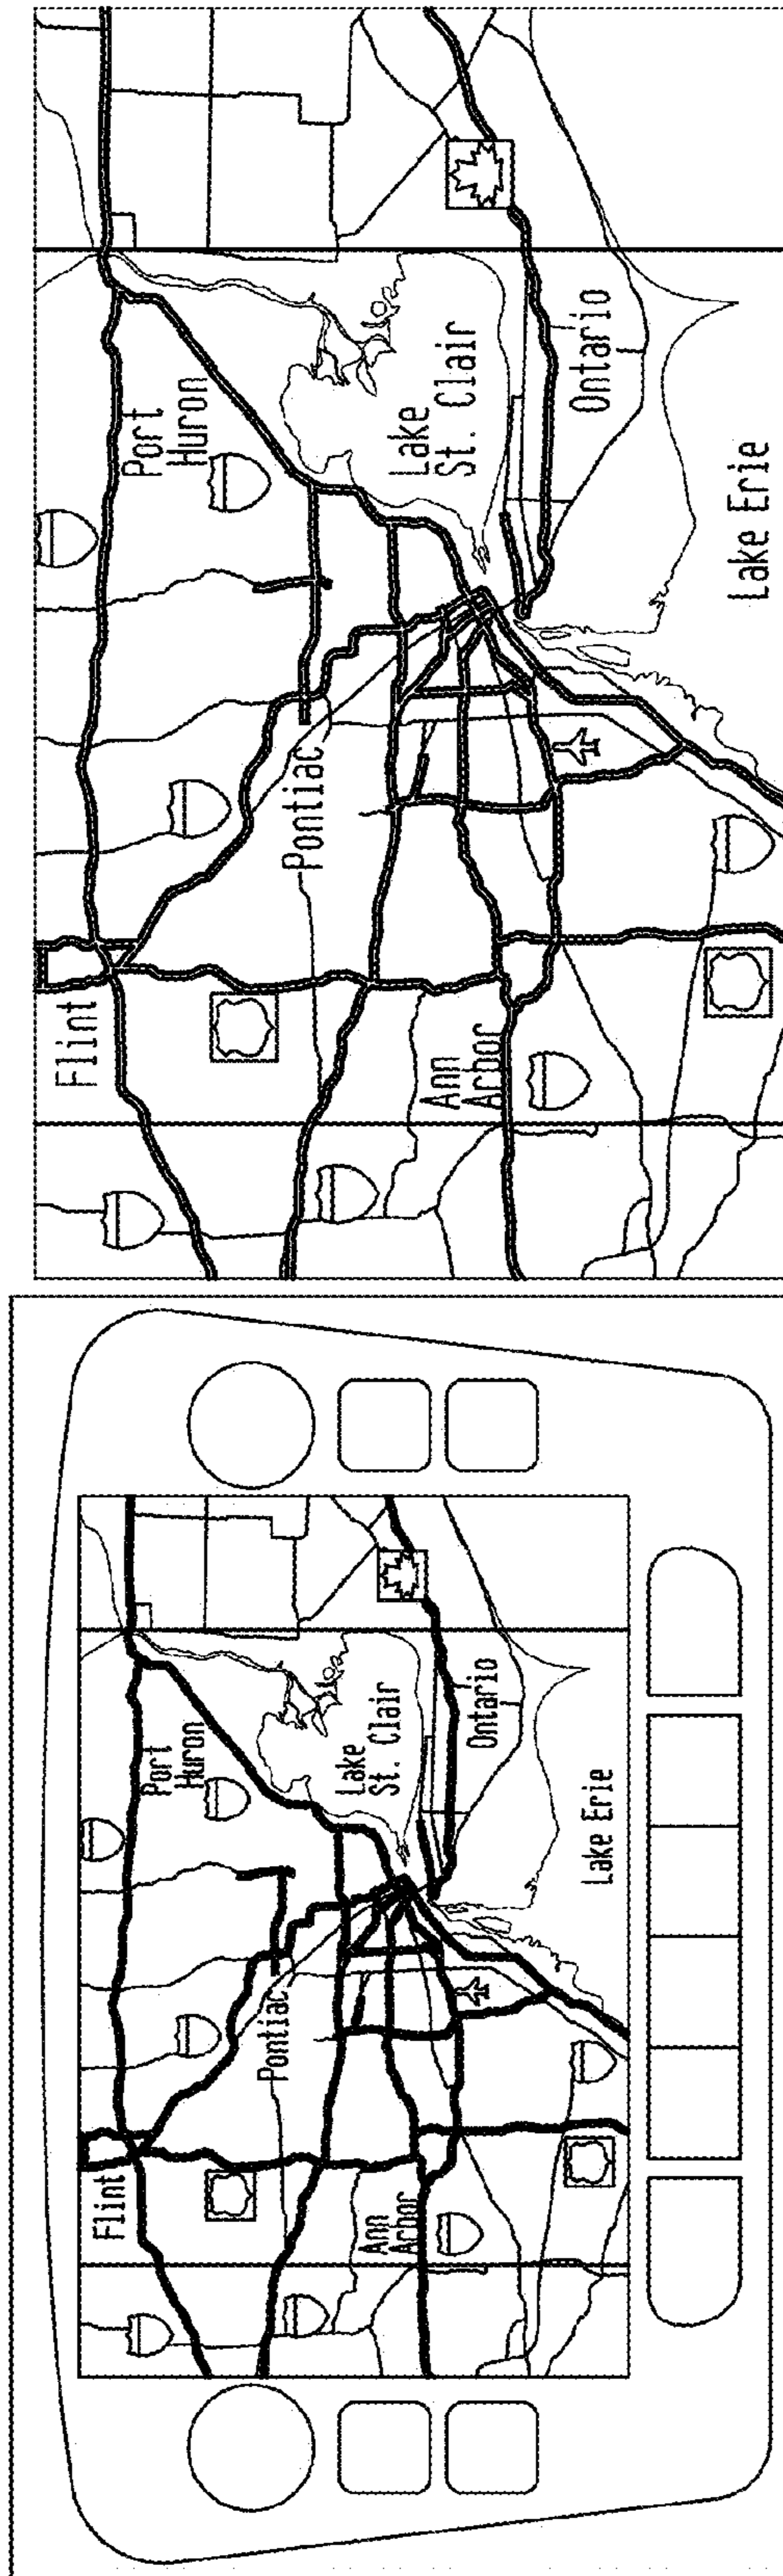 Flint
Port
Huron
Pontiac
Lake
St. Clair
Ann
Arbor
Ontario
Lake Erie
Flint
Port
Huron
Pontiac
Lake
St. Clair
Ann
Arbor
Ontario
Lake Erie